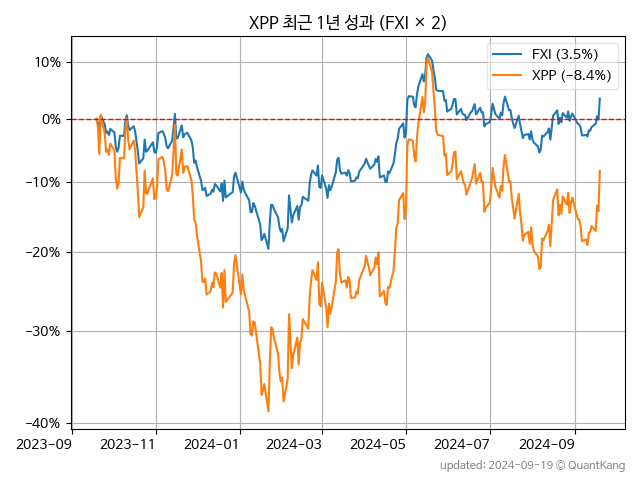 XPP 최근 1년 성과 (FXI × 2)
FXI (3.5%)
XPP (−8.4%)
10%
0%
−10%
−20%
−30%
−40%
2023-09 2023-11 2024-01 2024-03 2024-05 2024-07 2024-09
updated: 2024-09-19 © QuantKang